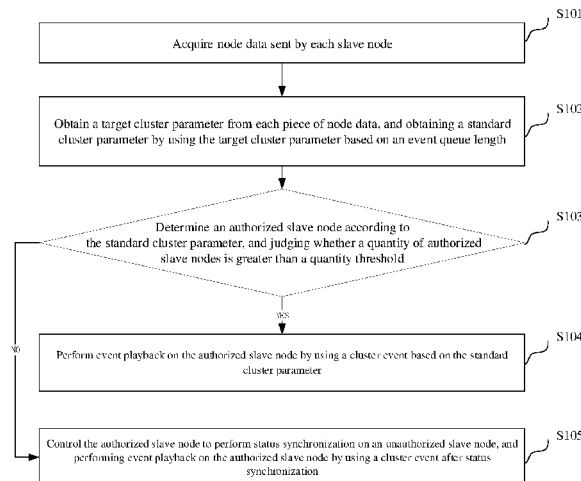 S101
Acquire node data sent by each slave node
S102
Obtain a target cluster parameter from each piece of node data, and obtaining a standard
cluster parameter by using the target cluster parameter based on an event queue length
S103
Determine an authorized slave node according to
the standard cluster parameter, and judging whether a quantity of authorized
slave nodes is greater than a quantity threshold
YES
NO
S104
Perform event playback on the authorized slave node by using a cluster event based on the standard
cluster parameter
S105
Control the authorized slave node to perform status synchronization on an unauthorized slave node, and
performing event playback on the authorized slave node by using a cluster event after status
synchronization